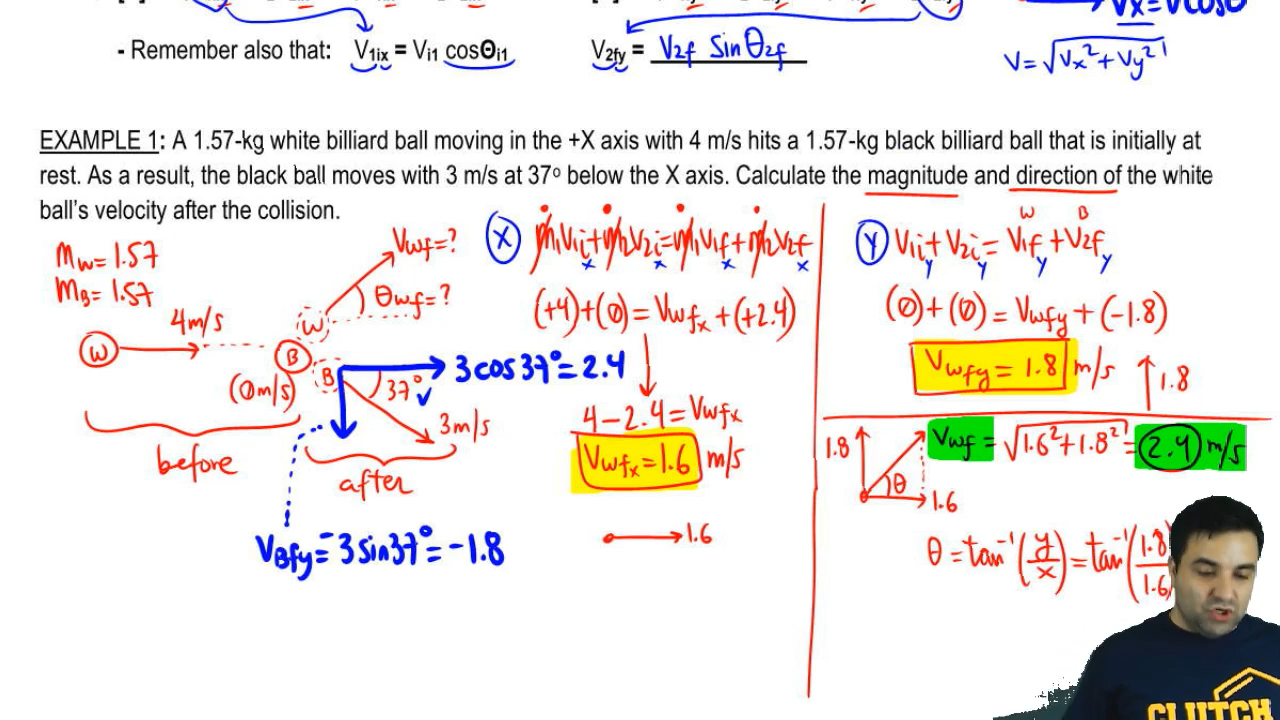 Vx=Vcosθ
- Remember also that: V1ix = Vi1 cosΘi1 V2fy = V2f SinΘ2f
V=√Vx²+Vy²
EXAMPLE 1: A 1.57-kg white billiard ball moving in the +X axis with 4 m/s hits a 1.57-kg black billiard ball that is initially at
rest. As a result, the black ball moves with 3 m/s at 37º below the X axis. Calculate the magnitude and direction of the white
ball's velocity after the collision.
Mw=1.57
MB=1.57
4m/s
W
B
(0m/s)
before
Vwf=?
Θwf=?
W
B
3cos37°=2.4
37° ✓
3m/s
after
VBfy=-3sin37°=-1.8
X m1V1ix+m2V2ix=m1V1fx+m2V2fx
(+4)+(0)=Vwfx+(+2.4)
4-2.4=Vwfx
Vwfx=1.6 m/s
1.6
W B
Y V1iy+V2iy=V1fy+V2fy
(0)+(0)=Vwfy+(-1.8)
Vwfy=1.8 m/s 1.8
1.8 θ 1.6
Vwf=√1.6²+1.8²=2.4 m/s
θ=tan⁻¹(y/x)=tan⁻¹(1.8/1.6)
CLUTCH